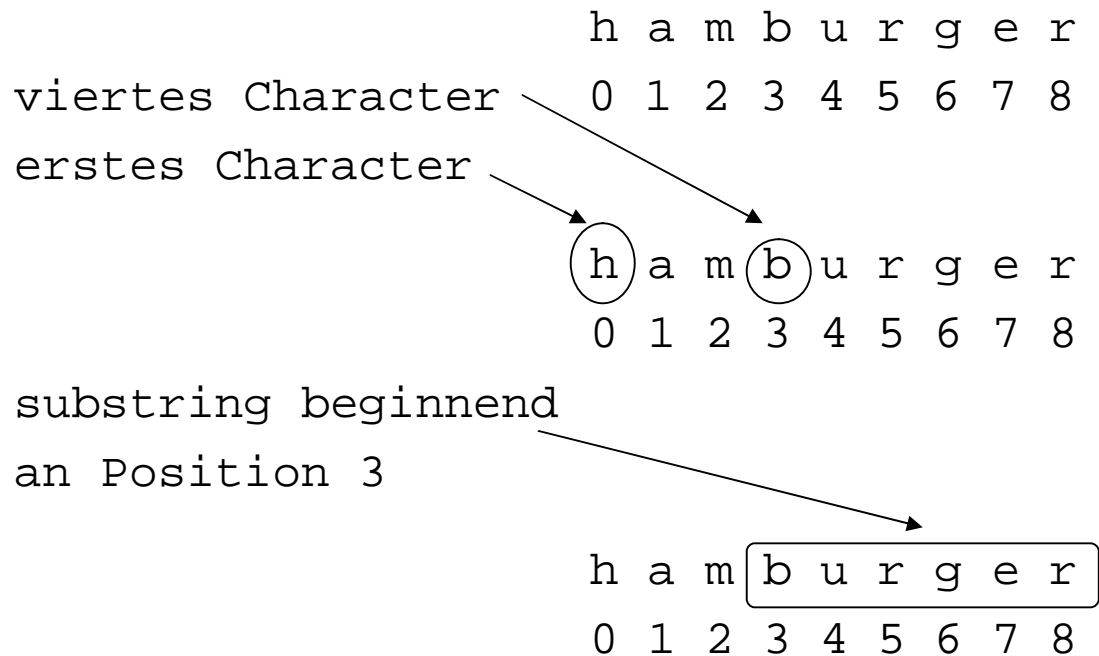 h a m b u r g e r
viertes Character 0 1 2 3 4 5 6 7 8
erstes Character
h a m b u r g e r
0 1 2 3 4 5 6 7 8
substring beginnend
an Position 3
h a m b u r g e r
0 1 2 3 4 5 6 7 8